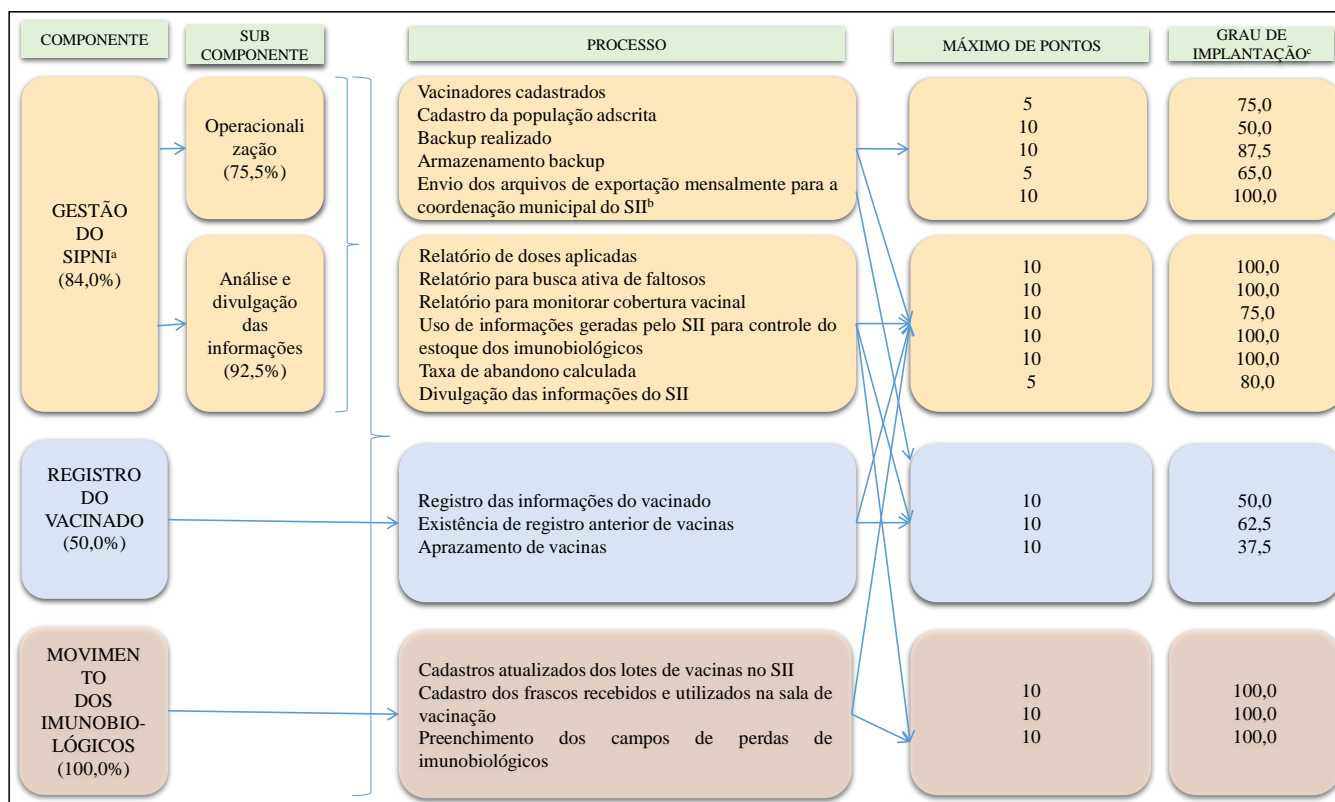 COMPONENTE
SUB
COMPONENTE
PROCESSO
MÁXIMO DE PONTOS
GRAU DE
IMPLANTAÇÃOᶜ
GESTÃO
DO
SIPNIᵃ
(84,0%)
Operacionali
zação
(75,5%)
Vacinadores cadastrados
Cadastro da população adscrita
Backup realizado
Armazenamento backup
Envio dos arquivos de exportação mensalmente para a
coordenação municipal do SIIᵇ
5
10
10
5
10
75,0
50,0
87,5
65,0
100,0
Análise e
divulgação
das
informações
(92,5%)
Relatório de doses aplicadas
Relatório para busca ativa de faltosos
Relatório para monitorar cobertura vacinal
Uso de informações geradas pelo SII para controle do
estoque dos imunobiológicos
Taxa de abandono calculada
Divulgação das informações do SII
10
10
10
10
10
5
100,0
100,0
75,0
100,0
100,0
80,0
REGISTRO
DO
VACINADO
(50,0%)
Registro das informações do vacinado
Existência de registro anterior de vacinas
Aprazamento de vacinas
10
10
10
50,0
62,5
37,5
MOVIMEN
TO
DOS
IMUNOBIO-
LÓGICOS
(100,0%)
Cadastros atualizados dos lotes de vacinas no SII
Cadastro dos frascos recebidos e utilizados na sala de
vacinação
Preenchimento dos campos de perdas de
imunobiológicos
10
10
10
100,0
100,0
100,0